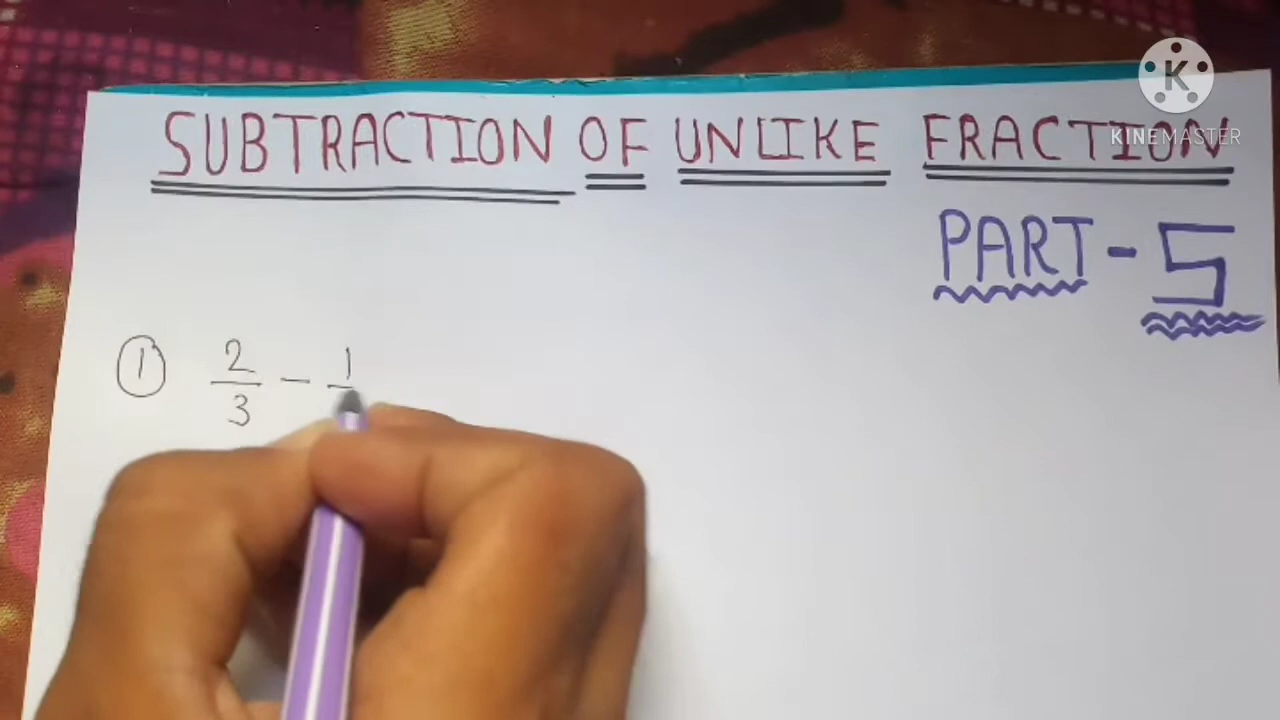 K
KINEMASTER
SUBTRACTION OF UNLIKE FRACTION
PART - 5
① 2/3 - 1/